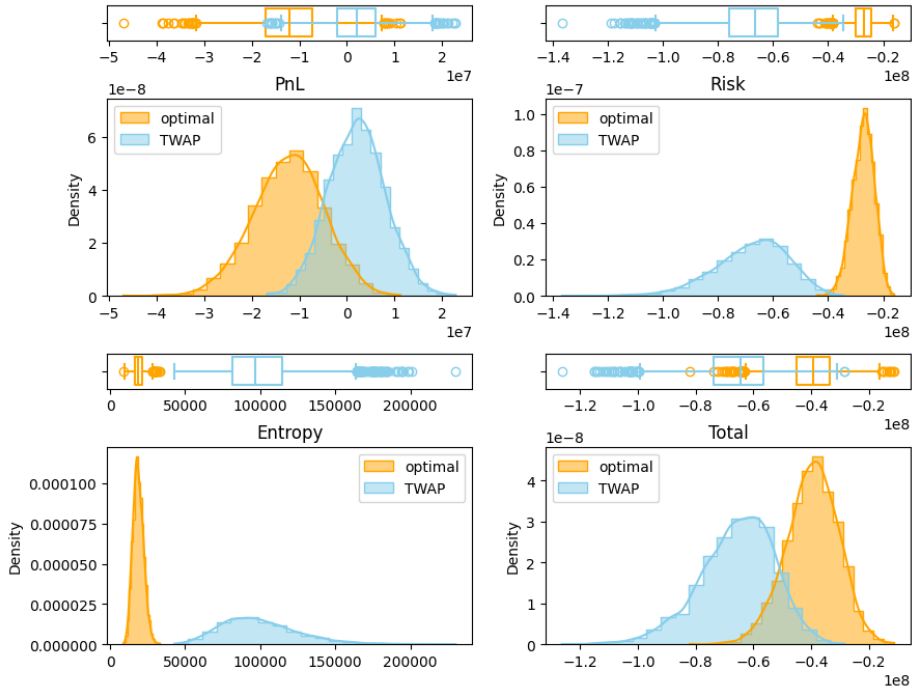 −5 −4 −3 −2 −1 0 1 2
1e7
PnL
1e−8
optimal
TWAP
Density
6
4
2
0
−5 −4 −3 −2 −1 0 1 2
1e7
−1.4 −1.2 −1.0 −0.8 −0.6 −0.4 −0.2
1e8
Risk
1e−7
optimal
TWAP
Density
1.0
0.8
0.6
0.4
0.2
0.0
−1.4 −1.2 −1.0 −0.8 −0.6 −0.4 −0.2
1e8
0 50000 100000 150000 200000
Entropy
optimal
TWAP
Density
0.000100
0.000075
0.000050
0.000025
0.000000
0 50000 100000 150000 200000
−1.2 −1.0 −0.8 −0.6 −0.4 −0.2
1e8
Total
1e−8
optimal
TWAP
Density
4
3
2
1
0
−1.2 −1.0 −0.8 −0.6 −0.4 −0.2
1e8